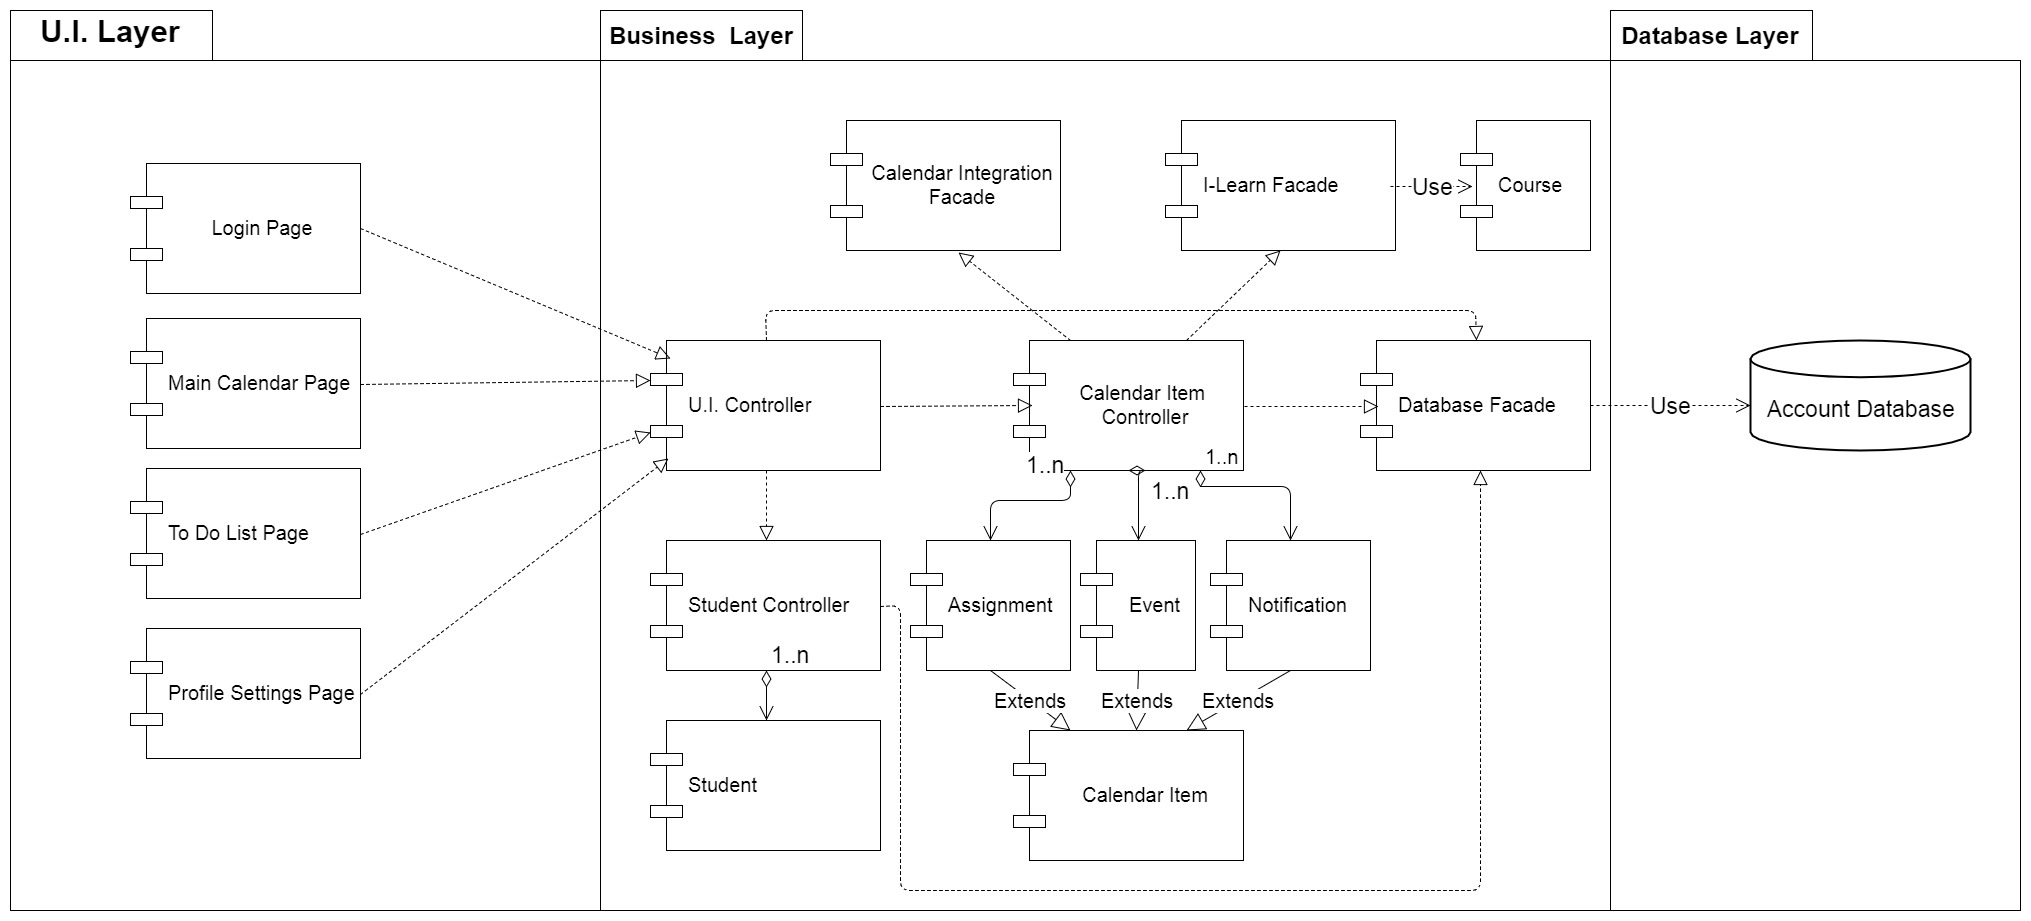 U.I. Layer
Business Layer
Database Layer
Calendar Integration
Facade
I-Learn Facade
Use
Course
Login Page
Main Calendar Page
To Do List Page
Profile Settings Page
U.I. Controller
Calendar Item
Controller
Database Facade
Use
Account Database
1..n
1..n
1..n
Student Controller
1..n
Assignment
Event
Notification
Extends
Extends
Extends
Student
Calendar Item